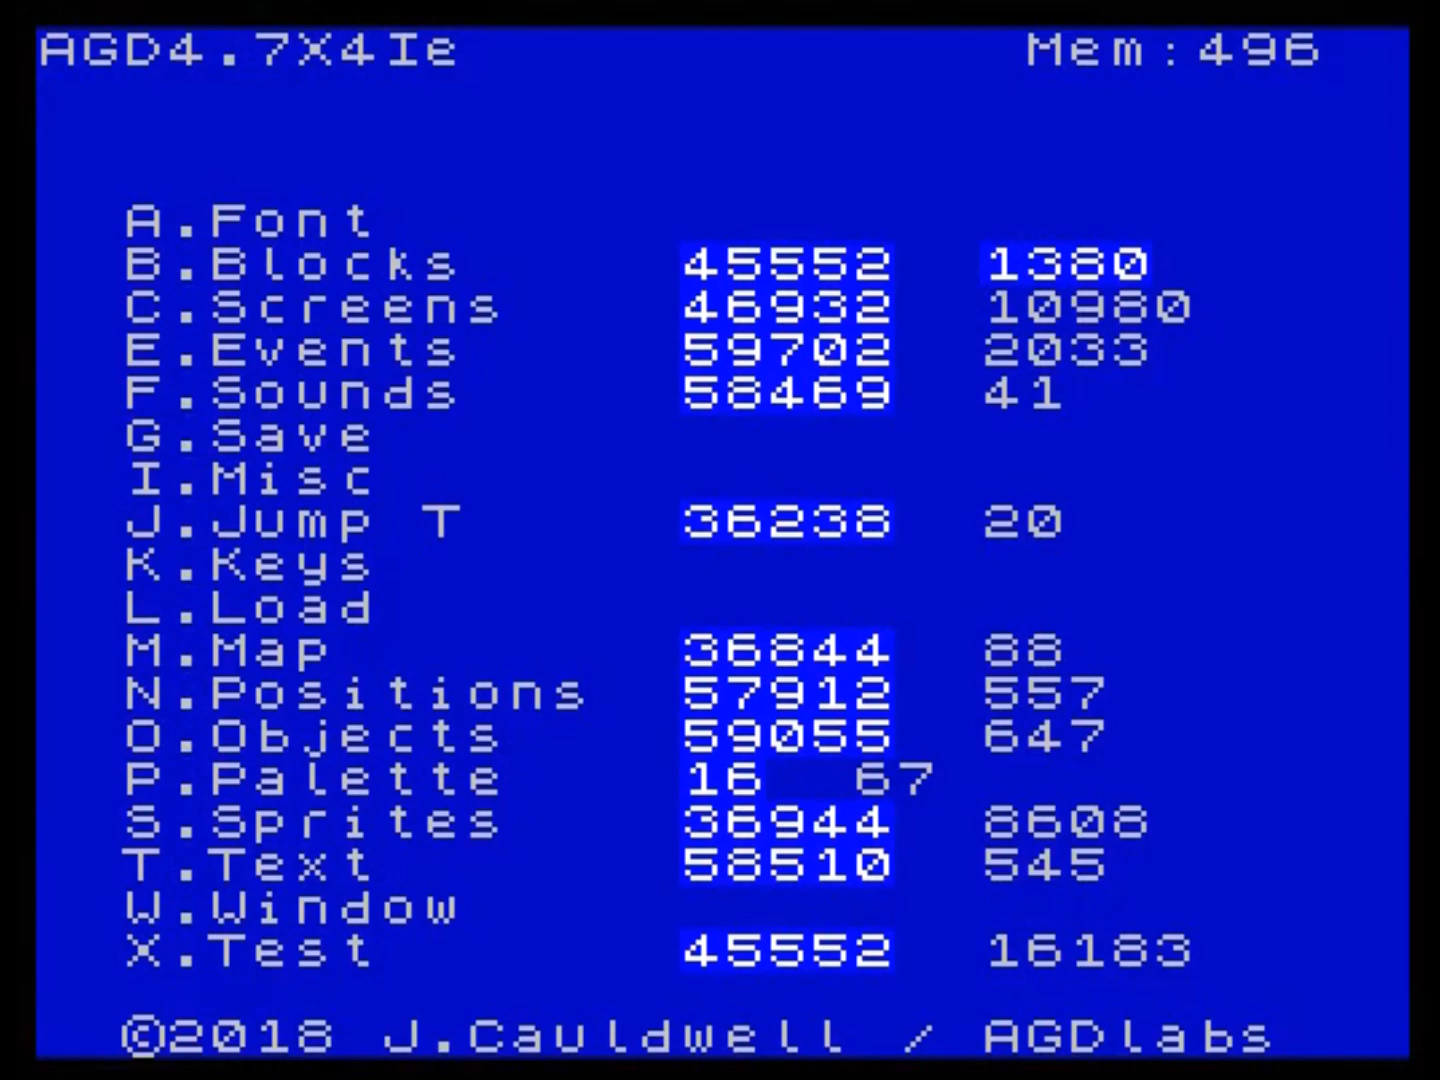 AGD4.7X4Ie Mem:496
A.Font
B.Blocks 45552 1380
C.Screens 46932 10980
E.Events 59702 2033
F.Sounds 58469 41
G.Save
I.Misc
J.Jump T 36238 20
K.Keys
L.Load
M.Map 36844 88
N.Positions 57912 557
O.Objects 59055 647
P.Palette 16 67
S.Sprites 36944 8608
T.Text 58510 545
W.Window
X.Test 45552 16183
©2018 J.Cauldwell / AGDlabs